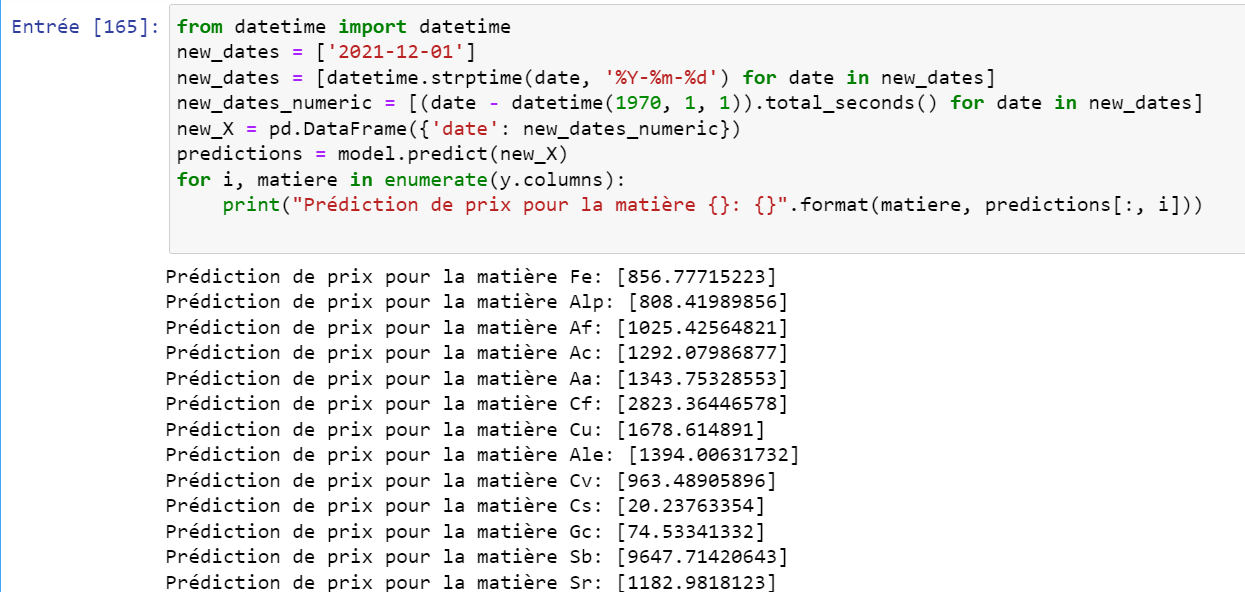 Entrée [165]: from datetime import datetime
new_dates = ['2021-12-01']
new_dates = [datetime.strptime(date, '%Y-%m-%d') for date in new_dates]
new_dates_numeric = [(date - datetime(1970, 1, 1)).total_seconds() for date in new_dates]
new_X = pd.DataFrame({'date': new_dates_numeric})
predictions = model.predict(new_X)
for i, matiere in enumerate(y.columns):
    print("Prédiction de prix pour la matière {}: {}".format(matiere, predictions[:, i]))
Prédiction de prix pour la matière Fe: [856.77715223]
Prédiction de prix pour la matière Alp: [808.41989856]
Prédiction de prix pour la matière Af: [1025.42564821]
Prédiction de prix pour la matière Ac: [1292.07986877]
Prédiction de prix pour la matière Aa: [1343.75328553]
Prédiction de prix pour la matière Cf: [2823.36446578]
Prédiction de prix pour la matière Cu: [1678.614891]
Prédiction de prix pour la matière Ale: [1394.00631732]
Prédiction de prix pour la matière Cv: [963.48905896]
Prédiction de prix pour la matière Cs: [20.23763354]
Prédiction de prix pour la matière Gc: [74.53341332]
Prédiction de prix pour la matière Sb: [9647.71420643]
Prédiction de prix pour la matière Sr: [1182.9818123]